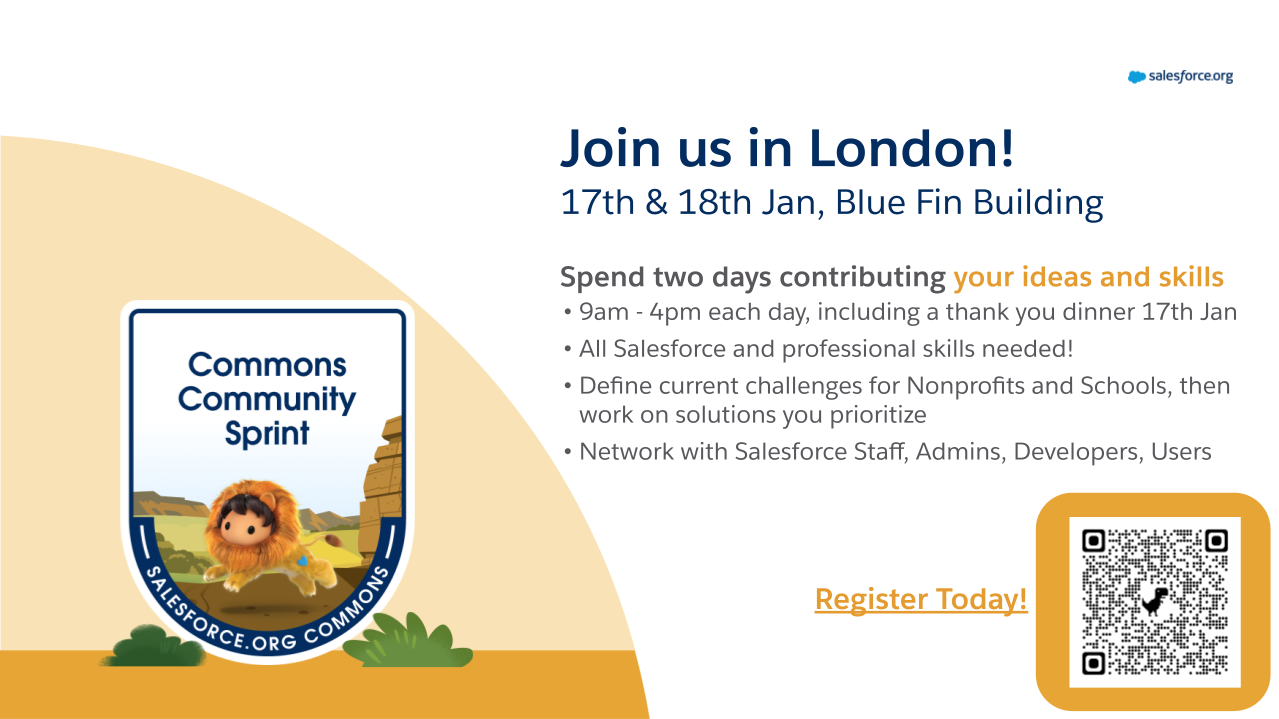 salesforce.org
Join us in London!
17th & 18th Jan, Blue Fin Building
Spend two days contributing your ideas and skills
• 9am - 4pm each day, including a thank you dinner 17th Jan
• All Salesforce and professional skills needed!
• Define current challenges for Nonprofits and Schools, then
work on solutions you prioritize
• Network with Salesforce Staff, Admins, Developers, Users
Commons
Community
Sprint
SALESFORCE.ORG COMMONS
Register Today!